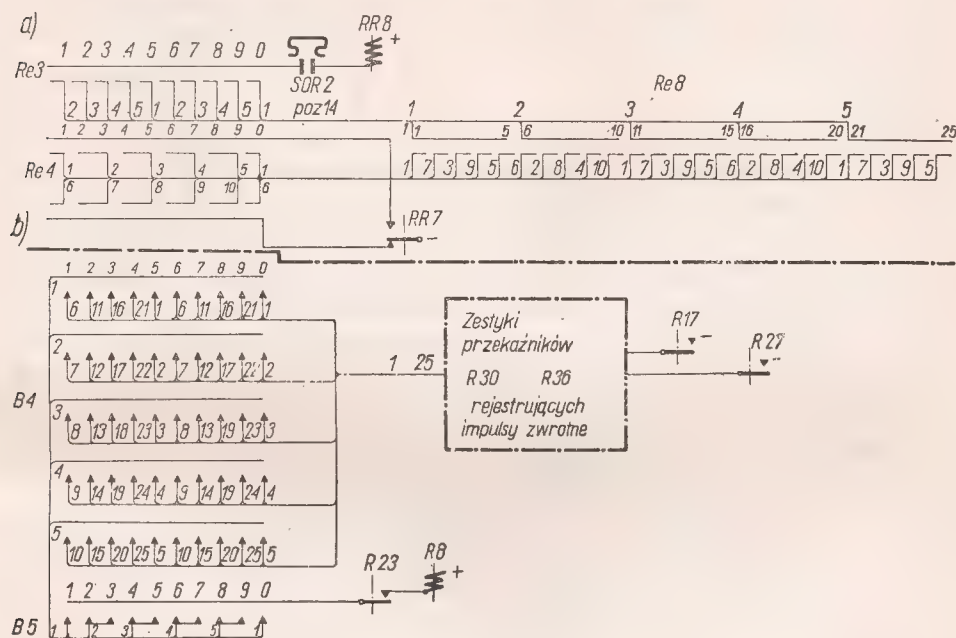 a)
RR8
+
1 2 3 4 5 6 7 8 9 0
Re3
SOR2
poz14
Re8
2 3 4 5 1 2 3 4 5 1
1 2 3 4 5
1 2 3 4 5 6 7 8 9 0
1 1 5 6 10 11 15 16 20 21 25
Re4
1 2 3 4 5 1
6 7 8 9 10 6
1 7 3 9 5 6 2 8 4 10 1 7 3 9 5 6 2 8 4 10 1 7 3 9 5
RR7
-
b)
1 2 3 4 5 6 7 8 9 0
1
6 11 16 21 1 6 11 16 21 1
2
7 12 17 22 2 7 12 17 22 2
B4
3
8 13 18 23 3 8 13 19 23 3
4
9 14 19 24 4 9 14 19 24 4
5
10 15 20 25 5 10 15 20 25 5
1 25
Zestyki
przekaźników
R30 R36
rejestrujących
impulsy zwrotne
R17
-
R27
-
1 2 3 4 5 6 7 8 9 0
R23
R8
+
B5
1 1 2 3 4 5 1